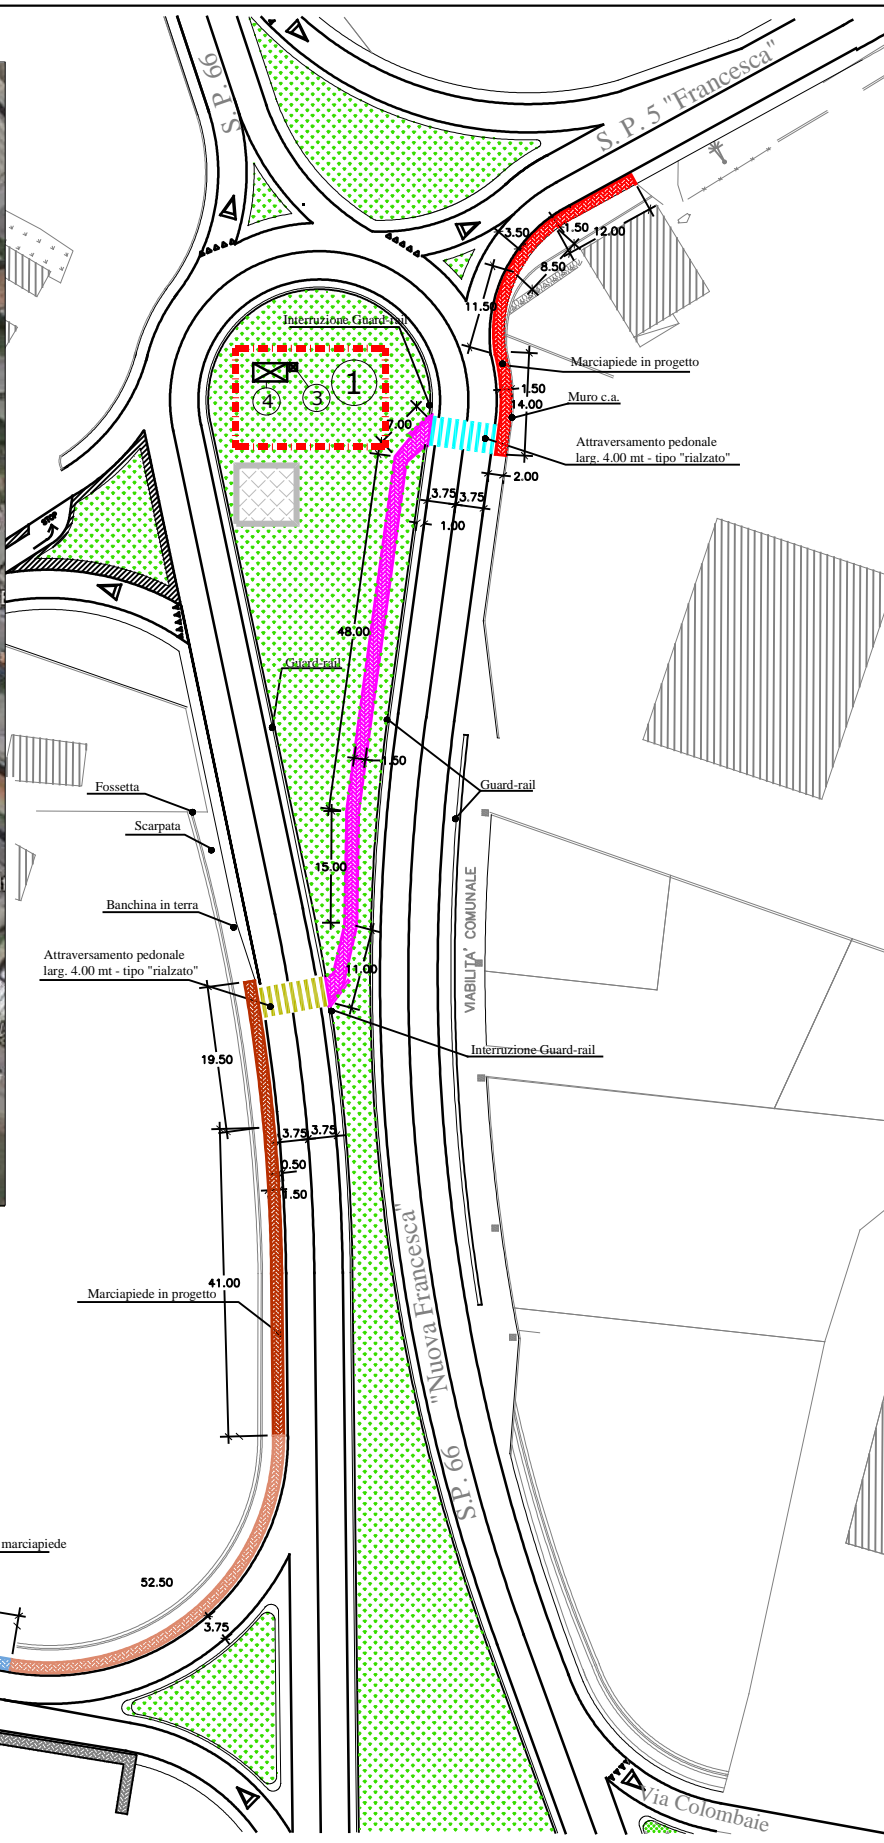 S. P. 66
S. P. 5 "Francesca"
3.50
1.50
12.00
8.50
11.50
Interruzione Guard-rail
Marciapiede in progetto
1
3
4
1.50
14.00
Muro c.a.
7.00
Attraversamento pedonale
larg. 4.00 mt - tipo "rialzato"
2.00
3.75
3.75
1.00
STOP
48.00
Guard-rail
1.50
Guard-rail
Fossetta
Scarpata
15.00
VIABILITA' COMUNALE
Banchina in terra
Attraversamento pedonale
larg. 4.00 mt - tipo "rialzato"
11.00
Interruzione Guard-rail
19.50
3.75
3.75
0.50
1.50
41.00
Marciapiede in progetto
S.P. 66 "Nuova Francesca"
marciapiede
52.50
3.75
Via Colombaie